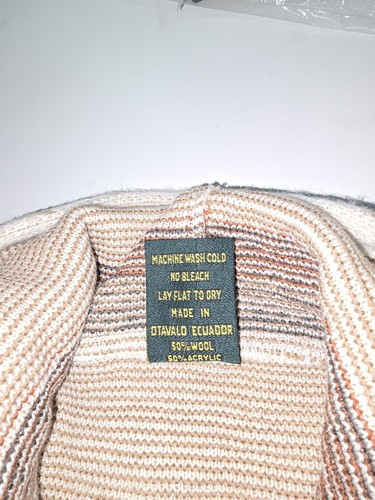 MACHINE WASH COLD
NO BLEACH
LAY FLAT TO DRY
MADE IN
OTAVALO ECUADOR
50% WOOL
50% ACRYLIC